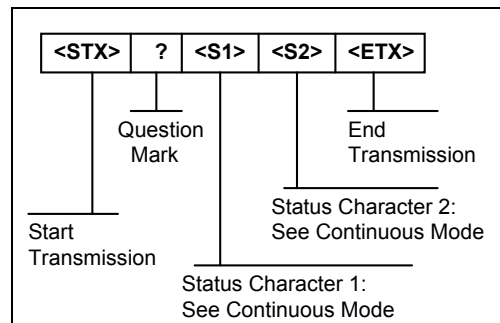 <STX> ? <S1> <S2> <ETX>
Question
Mark
End
Transmission
Status Character 2:
See Continuous Mode
Start
Transmission
Status Character 1:
See Continuous Mode